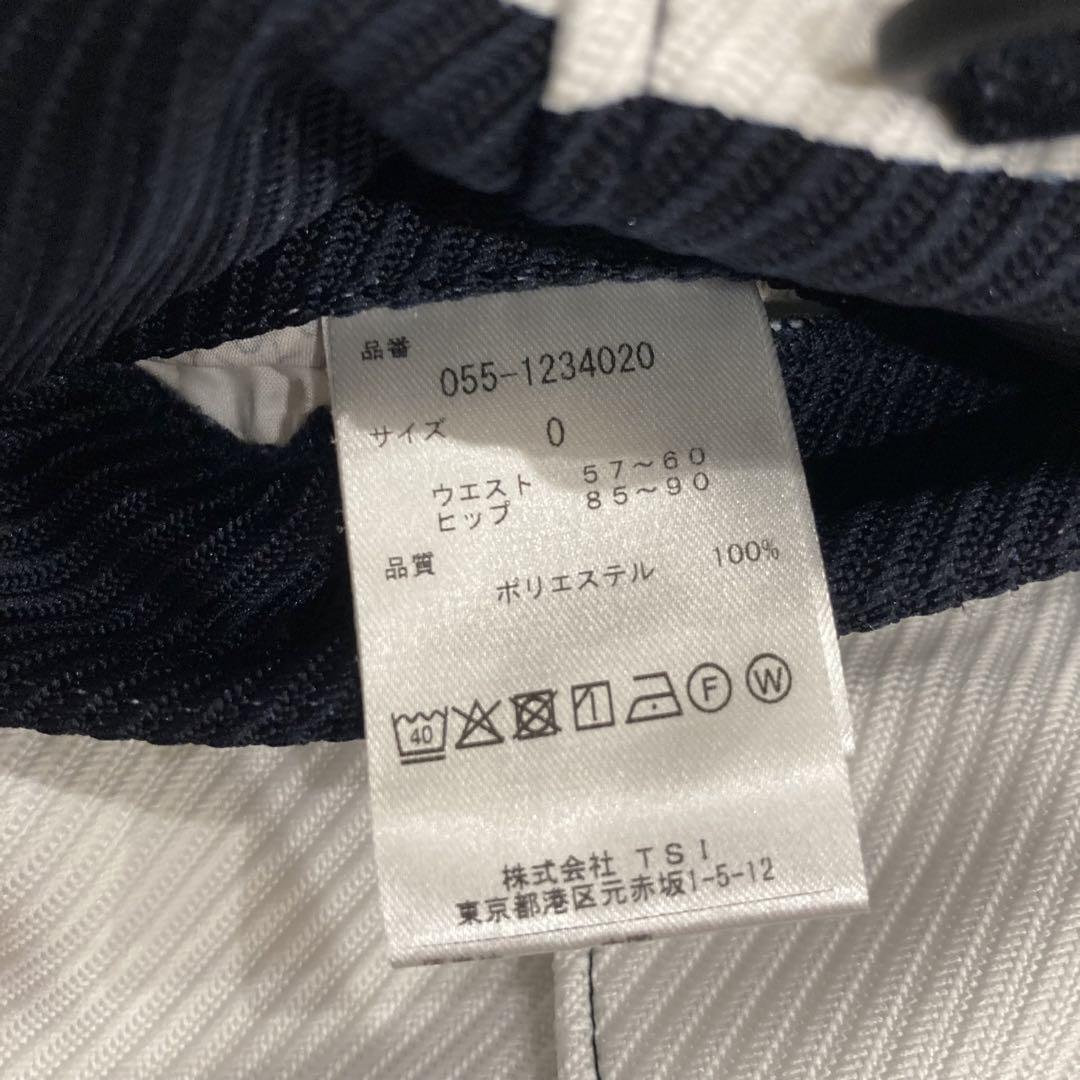 品番
055-1234020
サイズ 0
ウエスト 57～60
ヒップ 85～90
品質
ポリエステル 100%
40 F W
株式会社 TSI
東京都港区元赤坂1-5-12